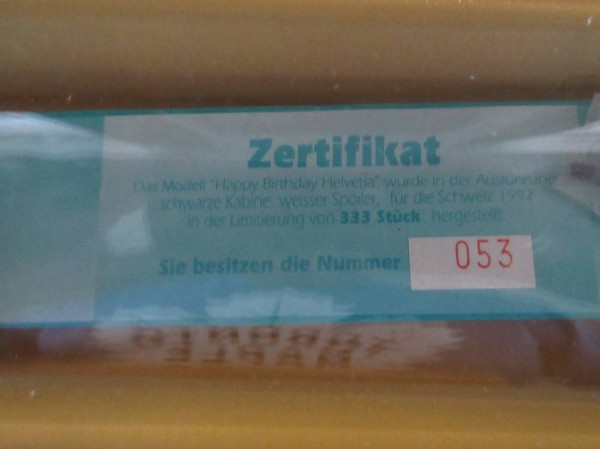 Zertifikat
Das Modell "Happy Birthday Helvetia" wurde in der Ausführung
schwarze Kabine, weisser Spoiler, für die Schweiz 1992
in der Limitierung von 333 Stück hergestellt.
Sie besitzen die Nummer 053